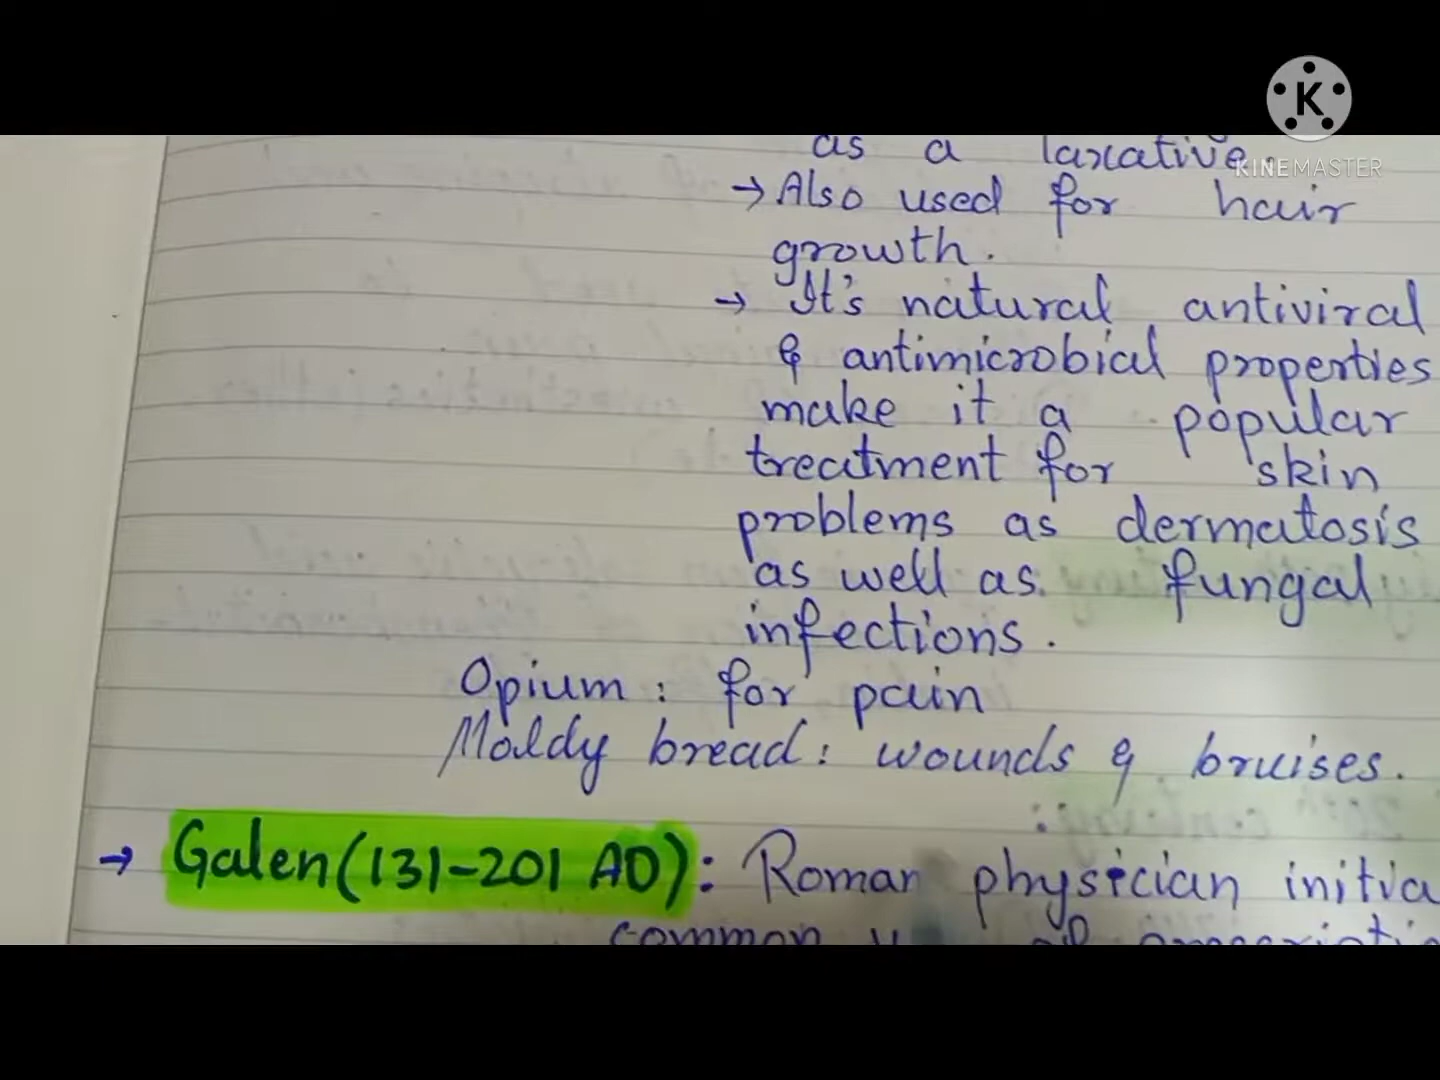 K
KINEMASTER
as a laxative.
→ Also used for hair
growth.
→ It's natural antiviral
& antimicrobial properties
make it a popular
treatment for skin
problems as dermatosis
as well as fungal
infections.
Opium : for pain
Moldy bread : wounds & bruises.
→ Galen (131-201 AD) : Roman physician initia
common